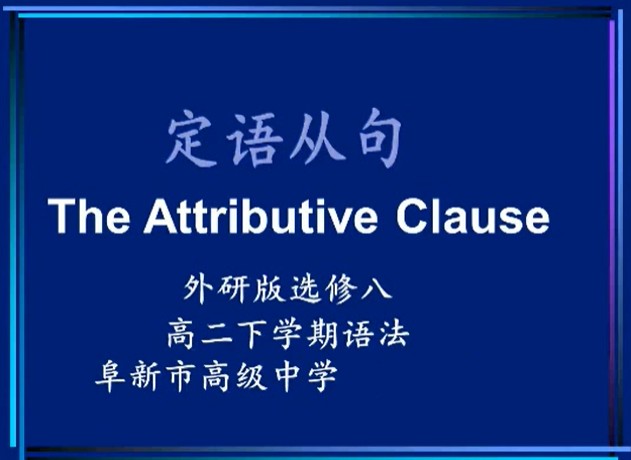 定语从句
The Attributive Clause
外研版选修八
高二下学期语法
阜新市高级中学